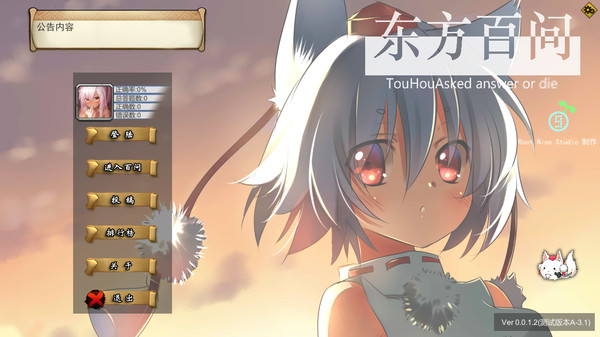 公告内容
东方百问
TouHouAsked answer or die
Root Nine Studio 制作
正确率:0%
总答题数:0
正确数:0
错误数:0
登陆
进入百问
投稿
排行榜
关于
退出
Ver 0.0.1.2(测试版本A-3.1)